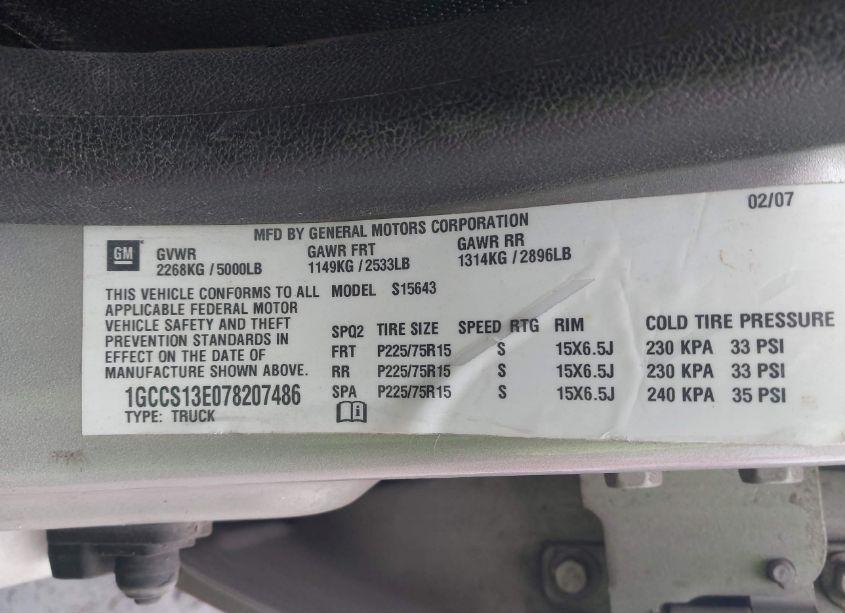 02/07
MFD BY GENERAL MOTORS CORPORATION
GM
GVWR GAWR FRT GAWR RR
2268KG / 5000LB 1149KG / 2533LB 1314KG / 2896LB
THIS VEHICLE CONFORMS TO ALL
APPLICABLE FEDERAL MOTOR
VEHICLE SAFETY AND THEFT
PREVENTION STANDARDS IN
EFFECT ON THE DATE OF
MANUFACTURE SHOWN ABOVE.
1GCCS13E078207486
TYPE: TRUCK
MODEL S15643
SPQ2 TIRE SIZE SPEED RTG RIM COLD TIRE PRESSURE
FRT P225/75R15 S 15X6.5J 230 KPA 33 PSI
RR P225/75R15 S 15X6.5J 230 KPA 33 PSI
SPA P225/75R15 S 15X6.5J 240 KPA 35 PSI